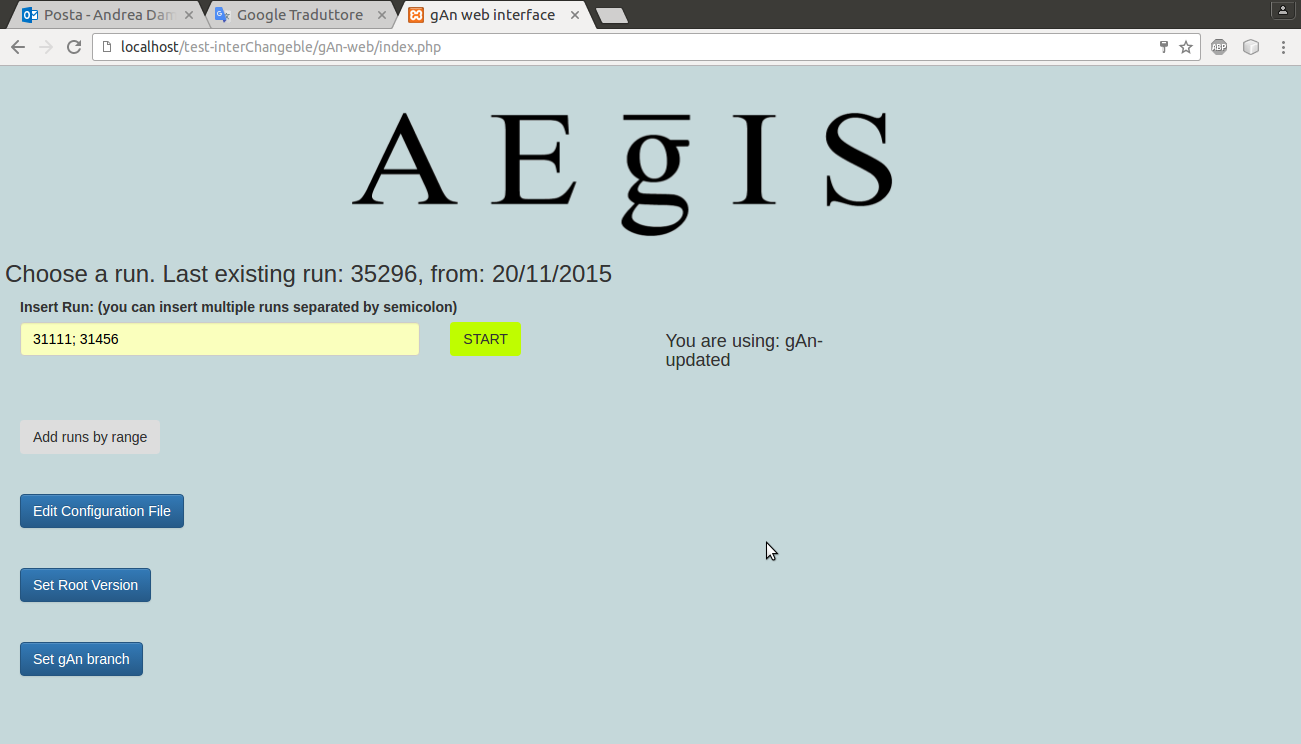 Posta - Andrea Dam
Google Traduttore
gAn web interface
localhost/test-interChangeble/gAn-web/index.php
ABP
A E g̅ I S
Choose a run. Last existing run: 35296, from: 20/11/2015
Insert Run: (you can insert multiple runs separated by semicolon)
31111; 31456
START
You are using: gAn-
updated
Add runs by range
Edit Configuration File
Set Root Version
Set gAn branch